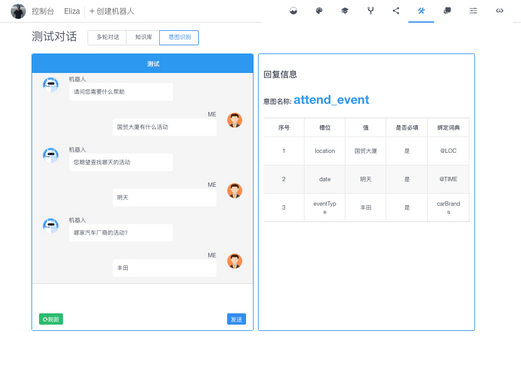 控制台 Eliza + 创建机器人
测试对话 多轮对话 知识库 意图识别
测试
机器人
请问您需要什么帮助
ME
国贸大厦有什么活动
机器人
您期望查找哪天的活动
ME
明天
机器人
哪家汽车厂商的活动?
ME
丰田
刷新 发送
回复信息
意图名称: attend_event
序号 槽位 值 是否必填 绑定词典
1 location 国贸大厦 是 @LOC
2 date 明天 是 @TIME
3 eventTyp 丰田 是 carBrand
e s